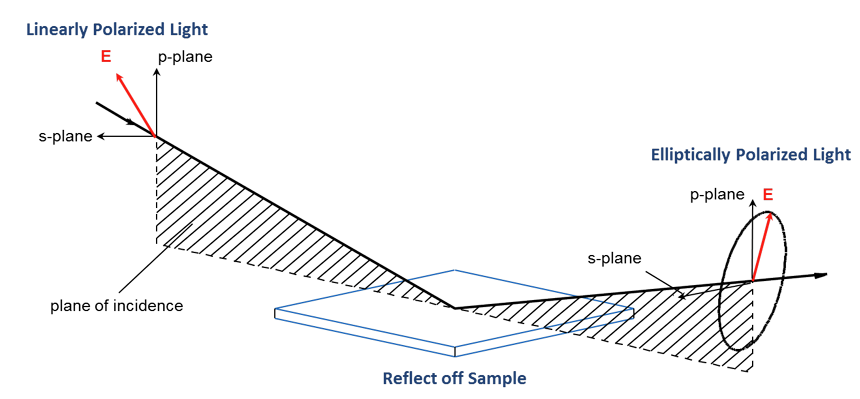 Linearly Polarized Light
E
p-plane
s-plane
plane of incidence
Reflect off Sample
Elliptically Polarized Light
p-plane
E
s-plane